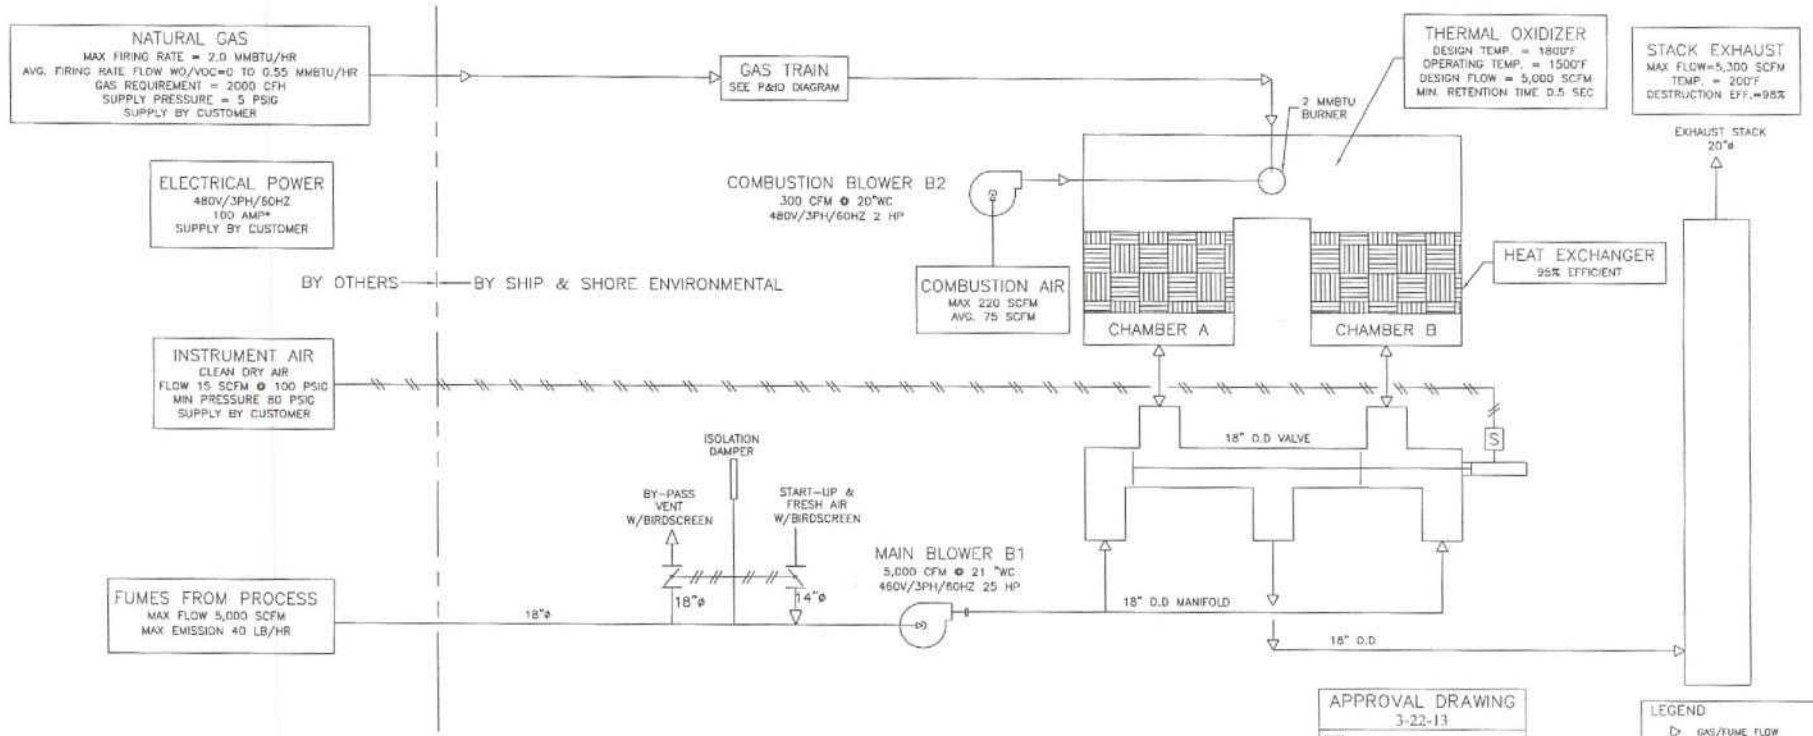 NATURAL GAS
MAX FIRING RATE = 2.0 MMBTU/HR
AVG. FIRING RATE FLOW WO/VOC=0 TO 0.55 MMBTU/HR
GAS REQUIREMENT = 2000 CFH
SUPPLY PRESSURE = 5 PSIG
SUPPLY BY CUSTOMER
GAS TRAIN
SEE P&ID DIAGRAM
THERMAL OXIDIZER
DESIGN TEMP. = 1800°F
OPERATING TEMP. = 1500°F
DESIGN FLOW = 5,000 SCFM
MIN. RETENTION TIME 0.5 SEC
STACK EXHAUST
MAX FLOW=5,300 SCFM
TEMP. = 200°F
DESTRUCTION EFF.=98%
2 MMBTU
BURNER
EXHAUST STACK
20"ø
ELECTRICAL POWER
480V/3PH/60HZ
100 AMP*
SUPPLY BY CUSTOMER
COMBUSTION BLOWER B2
300 CFM @ 20"WC
480V/3PH/60HZ 2 HP
HEAT EXCHANGER
95% EFFICIENT
BY OTHERS
BY SHIP & SHORE ENVIRONMENTAL
COMBUSTION AIR
MAX 220 SCFM
AVG. 75 SCFM
CHAMBER A
CHAMBER B
INSTRUMENT AIR
CLEAN DRY AIR
FLOW 15 SCFM @ 100 PSIG
MIN PRESSURE 80 PSIG
SUPPLY BY CUSTOMER
18" D.D VALVE
S
ISOLATION
DAMPER
BY-PASS
VENT
W/BIRDSCREEN
START-UP &
FRESH AIR
W/BIRDSCREEN
MAIN BLOWER B1
5,000 CFM @ 21 "WC
460V/3PH/60HZ 25 HP
FUMES FROM PROCESS
MAX FLOW 5,000 SCFM
MAX EMISSION 40 LB/HR
18"ø
18"ø
14"ø
18" D.D MANIFOLD
18" D.D
APPROVAL DRAWING
3-22-13
LEGEND
GAS/FUME FLOW